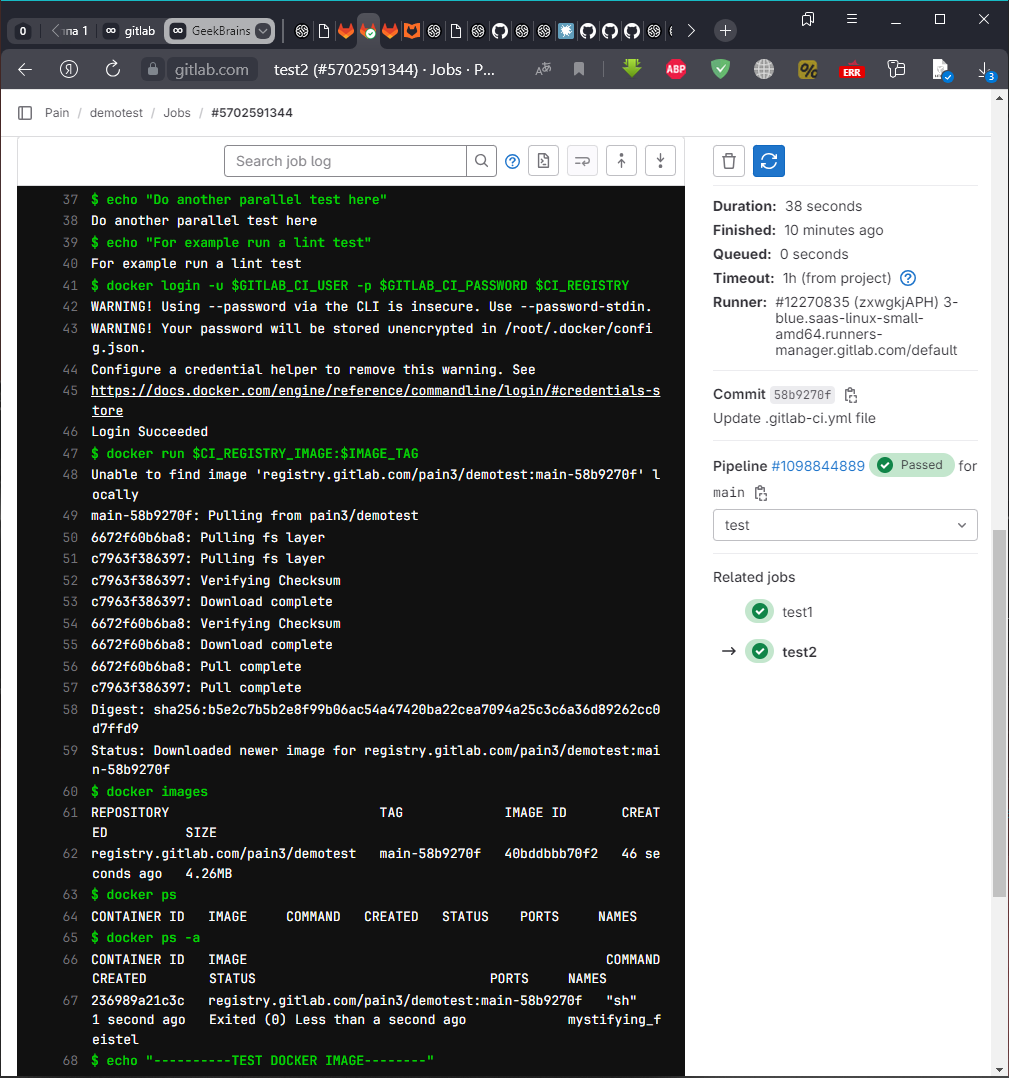 0
па 1
gitlab
GeekBrains
Я
gitlab.com
test2 (#5702591344) · Jobs · P...
ABP
ERR
3
Pain / demotest / Jobs / #5702591344
Search job log
37 $ echo "Do another parallel test here"
38 Do another parallel test here
39 $ echo "For example run a lint test"
40 For example run a lint test
41 $ docker login -u $GITLAB_CI_USER -p $GITLAB_CI_PASSWORD $CI_REGISTRY
42 WARNING! Using --password via the CLI is insecure. Use --password-stdin.
43 WARNING! Your password will be stored unencrypted in /root/.docker/confi
g.json.
44 Configure a credential helper to remove this warning. See
45 https://docs.docker.com/engine/reference/commandline/login/#credentials-s
tore
46 Login Succeeded
47 $ docker run $CI_REGISTRY_IMAGE:$IMAGE_TAG
48 Unable to find image 'registry.gitlab.com/pain3/demotest:main-58b9270f' l
ocally
49 main-58b9270f: Pulling from pain3/demotest
50 6672f60b6ba8: Pulling fs layer
51 c7963f386397: Pulling fs layer
52 c7963f386397: Verifying Checksum
53 c7963f386397: Download complete
54 6672f60b6ba8: Verifying Checksum
55 6672f60b6ba8: Download complete
56 6672f60b6ba8: Pull complete
57 c7963f386397: Pull complete
58 Digest: sha256:b5e2c7b5b2e8f99b06ac54a47420ba22cea7094a25c3c6a36d89262cc0
d7ffd9
59 Status: Downloaded newer image for registry.gitlab.com/pain3/demotest:mai
n-58b9270f
60 $ docker images
61 REPOSITORY TAG IMAGE ID CREAT
ED SIZE
62 registry.gitlab.com/pain3/demotest main-58b9270f 40bddbbb70f2 46 se
conds ago 4.26MB
63 $ docker ps
64 CONTAINER ID IMAGE COMMAND CREATED STATUS PORTS NAMES
65 $ docker ps -a
66 CONTAINER ID IMAGE COMMAND
CREATED STATUS PORTS NAMES
67 236989a21c3c registry.gitlab.com/pain3/demotest:main-58b9270f "sh"
1 second ago Exited (0) Less than a second ago mystifying_f
eistel
68 $ echo "----------TEST DOCKER IMAGE--------"
Duration: 38 seconds
Finished: 10 minutes ago
Queued: 0 seconds
Timeout: 1h (from project)
Runner: #12270835 (zxwgkjAPH) 3-
blue.saas-linux-small-
amd64.runners-
manager.gitlab.com/default
Commit 58b9270f
Update .gitlab-ci.yml file
Pipeline #1098844889 Passed for
main
test
Related jobs
test1
→ test2